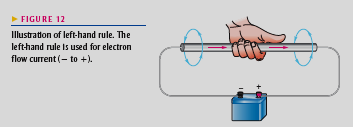 ▶ FIGURE 12
Illustration of left-hand rule. The
left-hand rule is used for electron
flow current (− to +).
− +